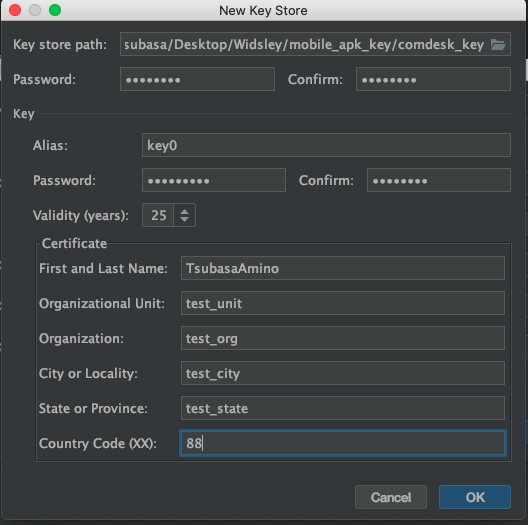 New Key Store
Key store path: subasa/Desktop/Widsley/mobile_apk_key/comdesk_key
Password: •••••••• Confirm: ••••••••
Key
Alias: key0
Password: ••••••••• Confirm: ••••••••
Validity (years): 25
Certificate
First and Last Name: TsubasaAmino
Organizational Unit: test_unit
Organization: test_org
City or Locality: test_city
State or Province: test_state
Country Code (XX): 88
Cancel OK